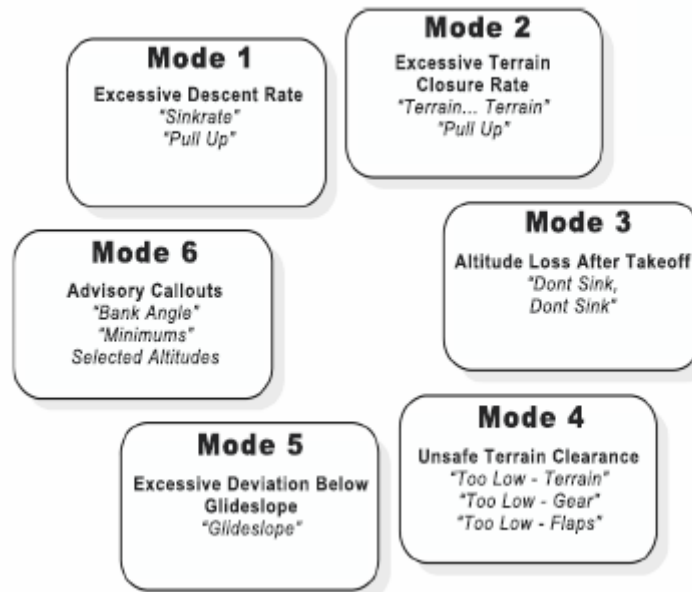 Mode 1
Excessive Descent Rate
"Sinkrate"
"Pull Up"
Mode 2
Excessive Terrain
Closure Rate
"Terrain... Terrain"
"Pull Up"
Mode 3
Altitude Loss After Takeoff
"Dont Sink,
Dont Sink"
Mode 4
Unsafe Terrain Clearance
"Too Low - Terrain"
"Too Low - Gear"
"Too Low - Flaps"
Mode 5
Excessive Deviation Below
Glideslope
"Glideslope"
Mode 6
Advisory Callouts
"Bank Angle"
"Minimums"
Selected Altitudes